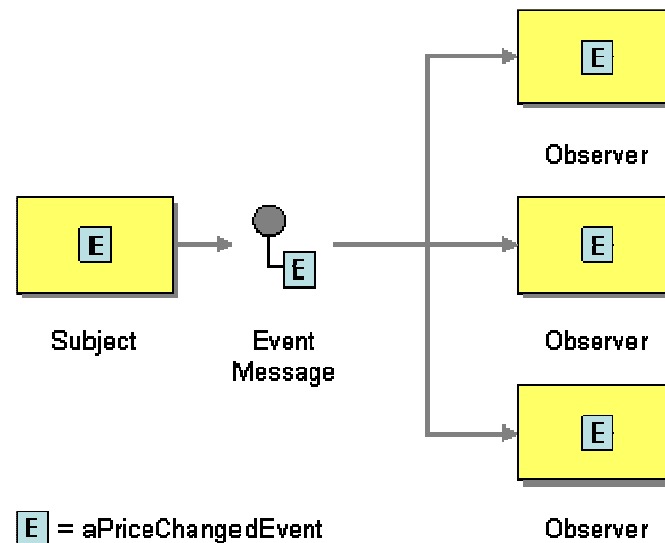 E
Observer
E
E
E
Subject
Event
Message
Observer
E
E = aPriceChangedEvent
Observer